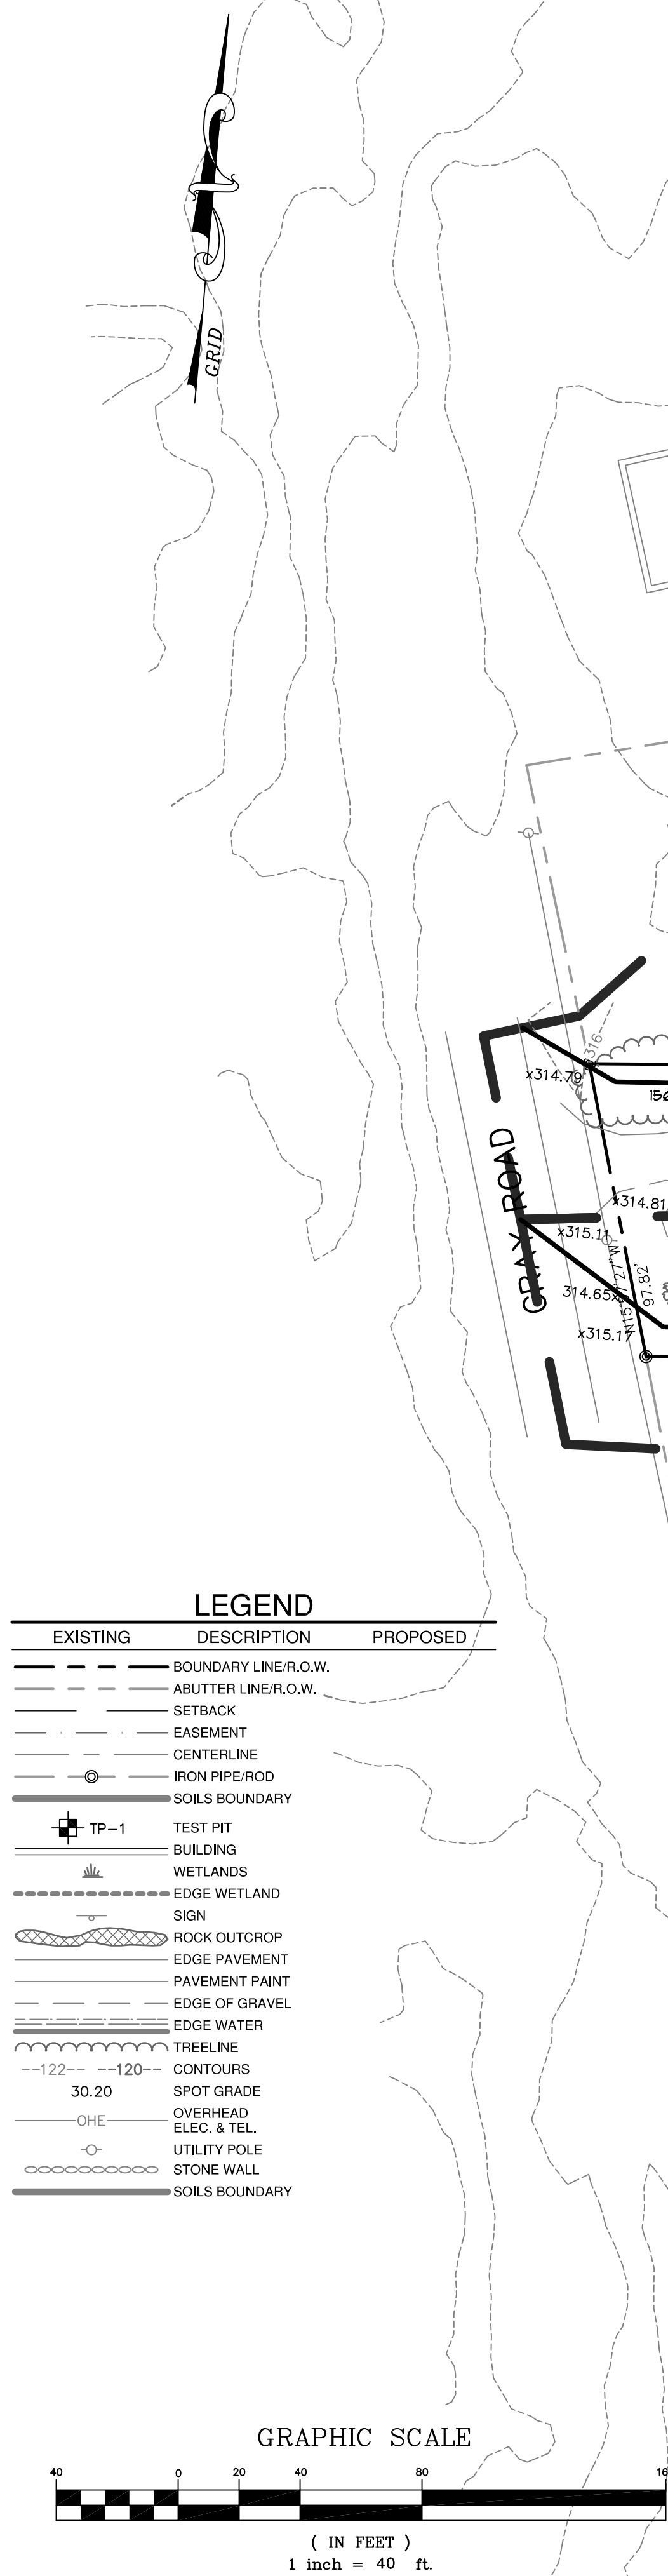 GRID
316
x314.79
GRAY ROAD
x314.81
x315.11
314.65x
97.82'
x315.17
LEGEND
EXISTING DESCRIPTION PROPOSED
BOUNDARY LINE/R.O.W.
ABUTTER LINE/R.O.W.
SETBACK
EASEMENT
CENTERLINE
IRON PIPE/ROD
SOILS BOUNDARY
TP-1 TEST PIT
BUILDING
WETLANDS
EDGE WETLAND
SIGN
ROCK OUTCROP
EDGE PAVEMENT
PAVEMENT PAINT
EDGE OF GRAVEL
EDGE WATER
TREELINE
--122-- --120-- CONTOURS
30.20 SPOT GRADE
OHE OVERHEAD
ELEC. & TEL.
UTILITY POLE
STONE WALL
SOILS BOUNDARY
GRAPHIC SCALE
40 0 20 40 80 16
( IN FEET )
1 inch = 40 ft.